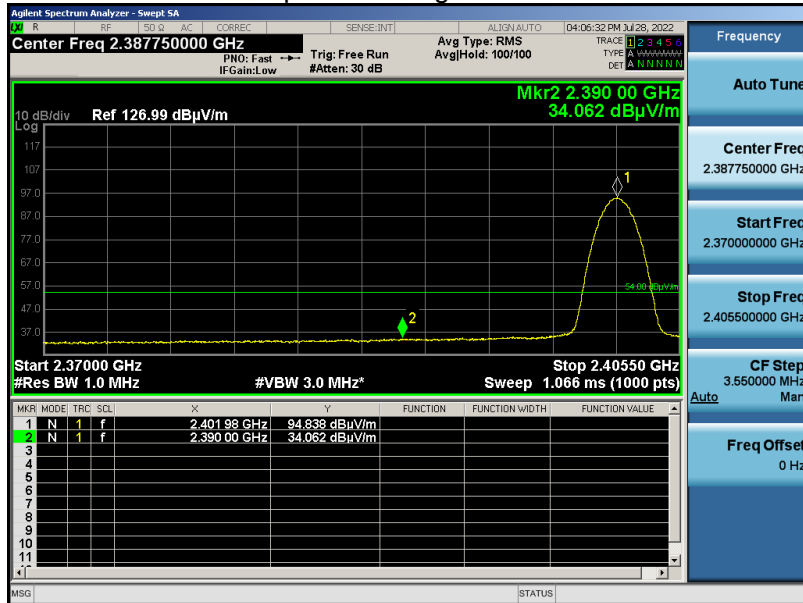 Agilent Spectrum Analyzer - Swept SA
LXI R RF 50 Ω AC CORREC SENSE:INT ALIGN AUTO 04:06:32 PM Jul 28, 2022
Center Freq 2.387750000 GHz
PNO: Fast
IFGain:Low
Trig: Free Run
#Atten: 30 dB
Avg Type: RMS
Avg|Hold: 100/100
TRACE 1 2 3 4 5 6
TYPE A
DET A N N N N N
Mkr2 2.390 00 GHz
34.062 dBµV/m
10 dB/div Ref 126.99 dBµV/m
Log
117
107
97.0
87.0
77.0
67.0
57.0
47.0
37.0
1
2
54.00 dBµV/m
Start 2.37000 GHz Stop 2.40550 GHz
#Res BW 1.0 MHz #VBW 3.0 MHz* Sweep 1.066 ms (1000 pts)
MKR MODE TRC SCL X Y FUNCTION FUNCTION WIDTH FUNCTION VALUE
1 N 1 f 2.401 98 GHz 94.838 dBµV/m
2 N 1 f 2.390 00 GHz 34.062 dBµV/m
3
4
5
6
7
8
9
10
11
MSG STATUS
Frequency
Auto Tune
Center Freq
2.387750000 GHz
Start Freq
2.370000000 GHz
Stop Freq
2.405500000 GHz
CF Step
3.550000 MHz
Auto Man
Freq Offset
0 Hz